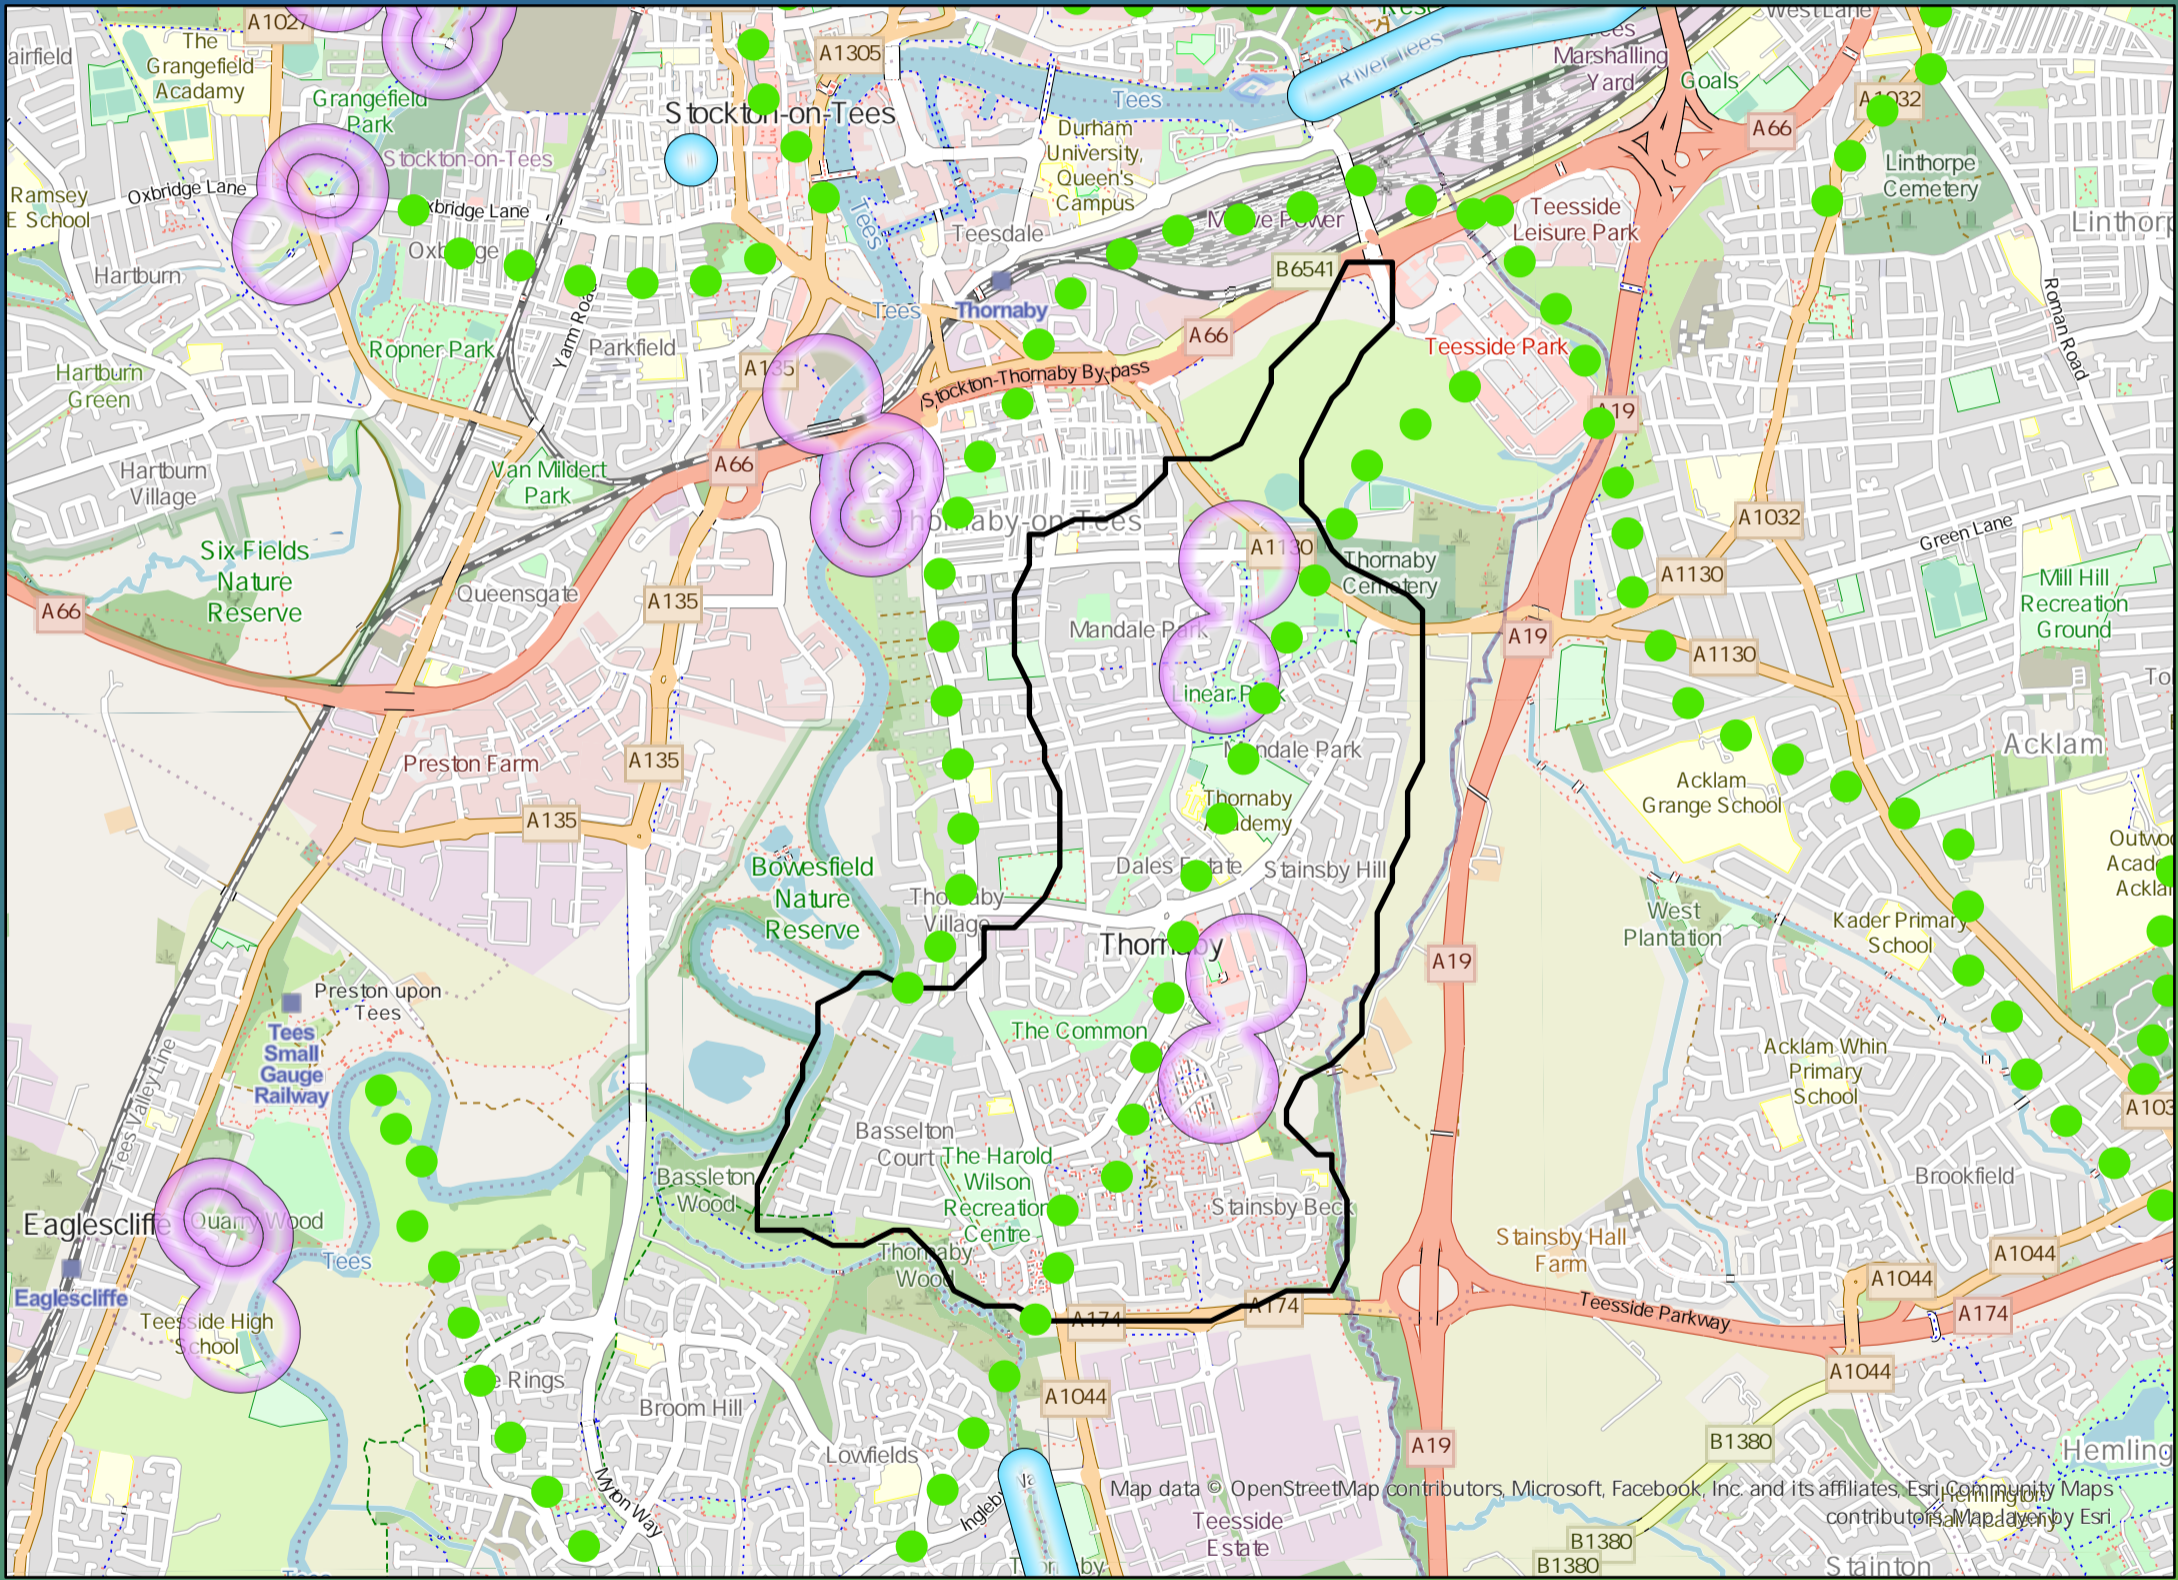 A1027
The
Grangefield
Acadamy
Grangefield
Park
Stockton-on-Tees
Oxbridge Lane
Ramsey
E School
Hartburn
Hartburn
Green
Ropner Park
Yarm Road
Parkfield
A1305
Stockton-on-Tees
Tees
Durham
University,
Queen's
Campus
Teesdale
Tees
Tees
Thornaby
River Tees
Marshalling
Yard
Goals
West Lane
A1032
A66
Linthorpe
Cemetery
Teesside
Leisure Park
B6541
A66
Teesside Park
Roman Road
A135
Stockton-Thornaby By-pass
A19
Hartburn
Village
Van Mildert
Park
A66
Thornaby-on-Tees
A1130
Thornaby
Cemetery
A1032
Green Lane
Six Fields
Nature
Reserve
A66
Queensgate
A135
Mandale Park
Linear Park
A1130
Mill Hill
Recreation
Ground
A19
A1130
Preston Farm
A135
A135
Mandale Park
Thornaby
Academy
Acklam
Grange School
Acklam
Bowesfield
Nature
Reserve
Dales Estate
Stainsby Hill
Thornaby
Village
West
Plantation
Kader Primary
School
Thornaby
A19
Preston upon
Tees
Tees
Small
Gauge
Railway
The Common
Acklam Whin
Primary
School
Tees Valley Line
Basselton
Court
The Harold
Wilson
Recreation
Centre
Bassleton
Wood
Stainsby Beck
Brookfield
Eaglescliffe
Quarry Wood
Tees
Thornaby
Wood
Stainsby Hall
Farm
A1044
A1044
Eaglescliffe
Teesside High
School
A174
A174
Teesside Parkway
A174
A1044
The Rings
Broom Hill
A1044
Lowfields
A19
B1380
Hemling
Myton Way
Ingleby
Map data © OpenStreetMap contributors, Microsoft, Facebook, Inc. and its affiliates, Esri Community Maps
contributors, Map layer by Esri
Teesside
Estate
B1380
B1380
Stainton